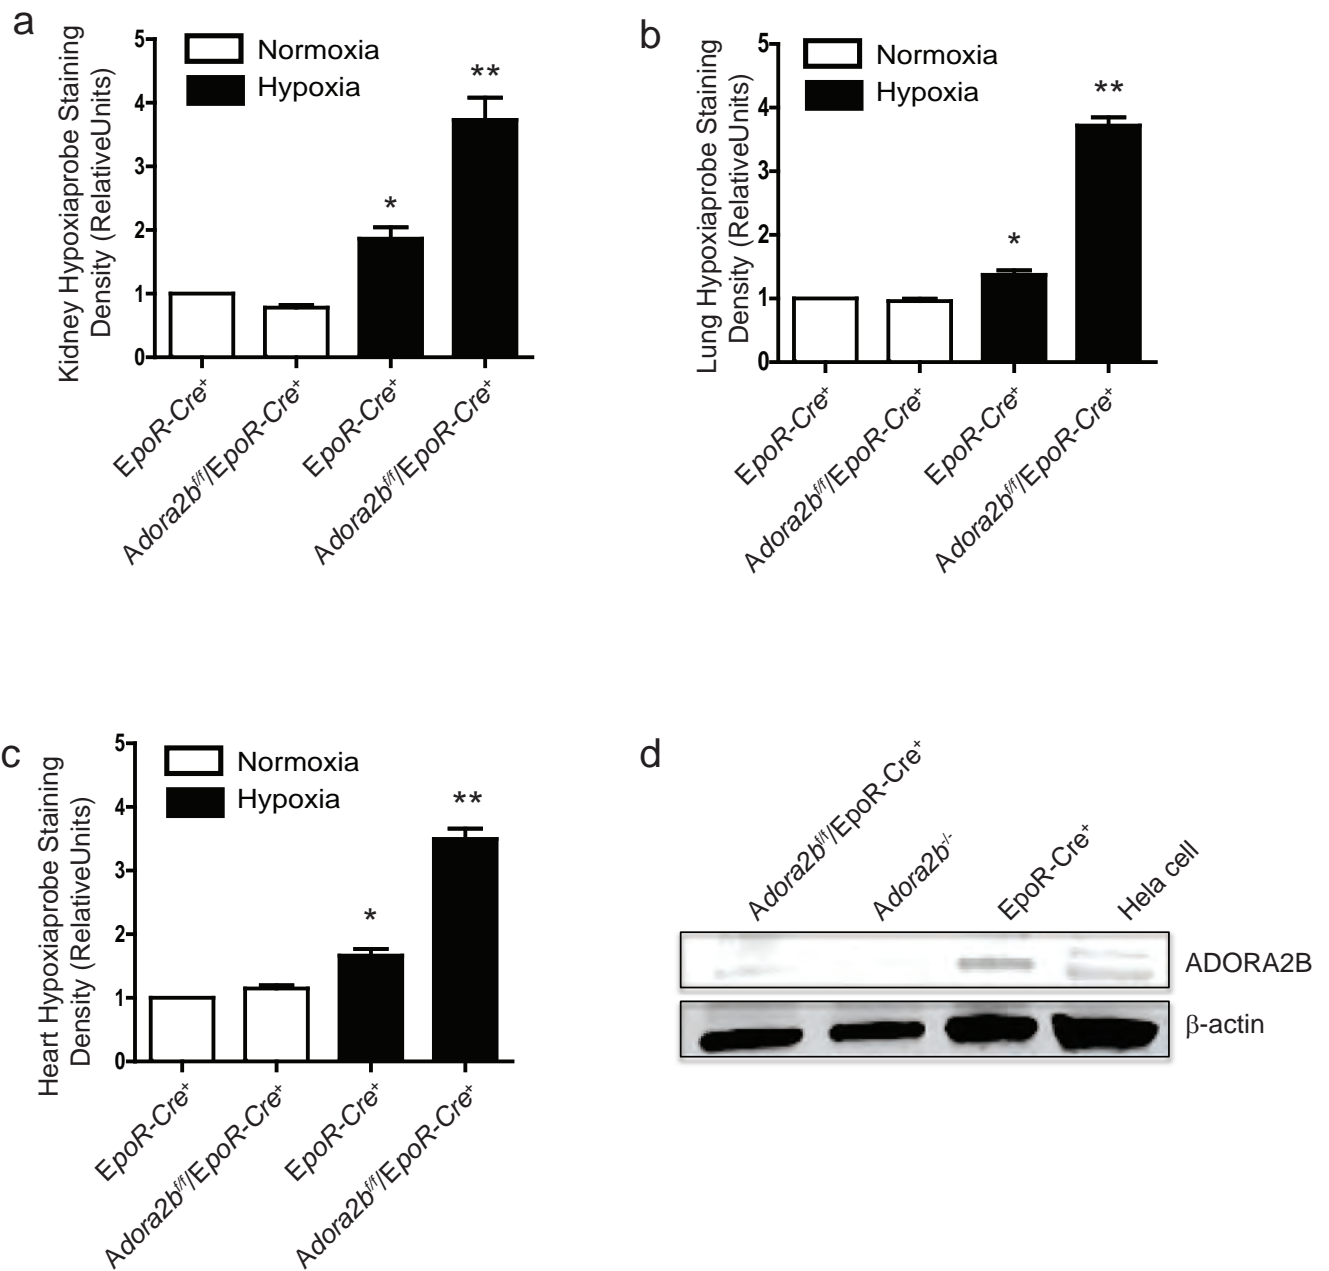 a
Kidney Hypoxiaprobe Staining
Density (RelativeUnits)
5
4
3
2
1
0
Normoxia
Hypoxia
*
**
EpoR-Cre+
Adora2bf/f/EpoR-Cre+
EpoR-Cre+
Adora2bf/f/EpoR-Cre+
b
Lung Hypoxiaprobe Staining
Density (RelativeUnits)
5
4
3
2
1
0
Normoxia
Hypoxia
*
**
EpoR-Cre+
Adora2bf/f/EpoR-Cre+
EpoR-Cre+
Adora2bf/f/EpoR-Cre+
c
Heart Hypoxiaprobe Staining
Density (RelativeUnits)
5
4
3
2
1
0
Normoxia
Hypoxia
*
**
EpoR-Cre+
Adora2bf/f/EpoR-Cre+
EpoR-Cre+
Adora2bf/f/EpoR-Cre+
d
Adora2bf/f/EpoR-Cre+
Adora2b-/-
EpoR-Cre+
Hela cell
ADORA2B
β-actin